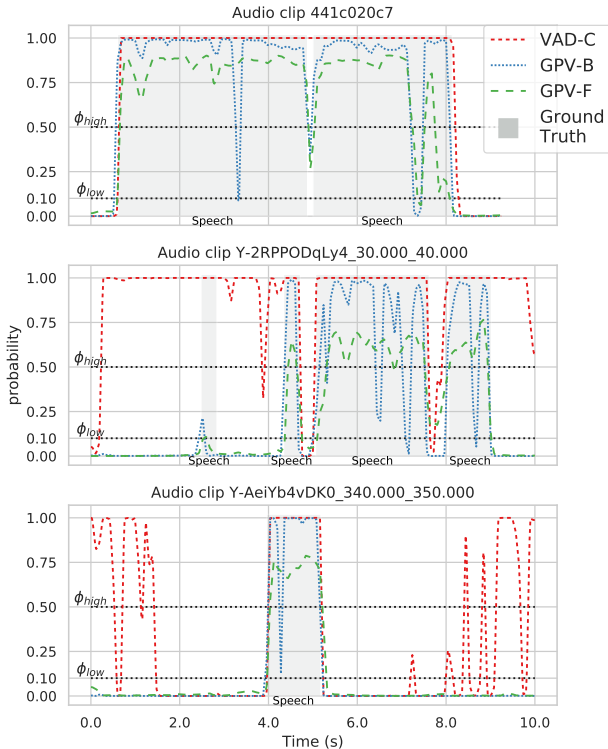 Audio clip 441c020c7
1.00
ϕhigh
0.50
0.25
ϕlow
0.10
0.00
Speech
Speech
VAD-C
GPV-B
GPV-F
Ground
Truth
Audio clip Y-2RPPODqLy4_30.000_40.000
1.00
0.75
ϕhigh
0.50
0.25
ϕlow
0.10
0.00
Speech
Speech
Speech
Speech
probability
Audio clip Y-AeiYb4vDK0_340.000_350.000
1.00
0.75
ϕhigh
0.50
0.25
ϕlow
0.10
0.00
Speech
0.0
2.0
4.0
6.0
8.0
10.0
Time (s)